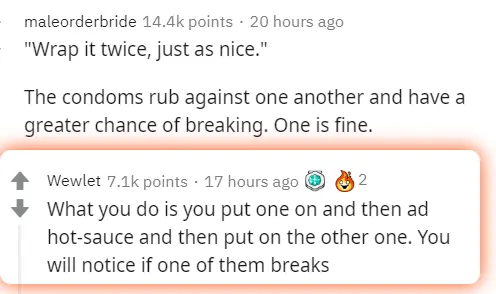 maleorderbride 14.4k points · 20 hours ago
"Wrap it twice, just as nice."
The condoms rub against one another and have a
greater chance of breaking. One is fine.
Wewlet 7.1k points · 17 hours ago 2
What you do is you put one on and then ad
hot-sauce and then put on the other one. You
will notice if one of them breaks